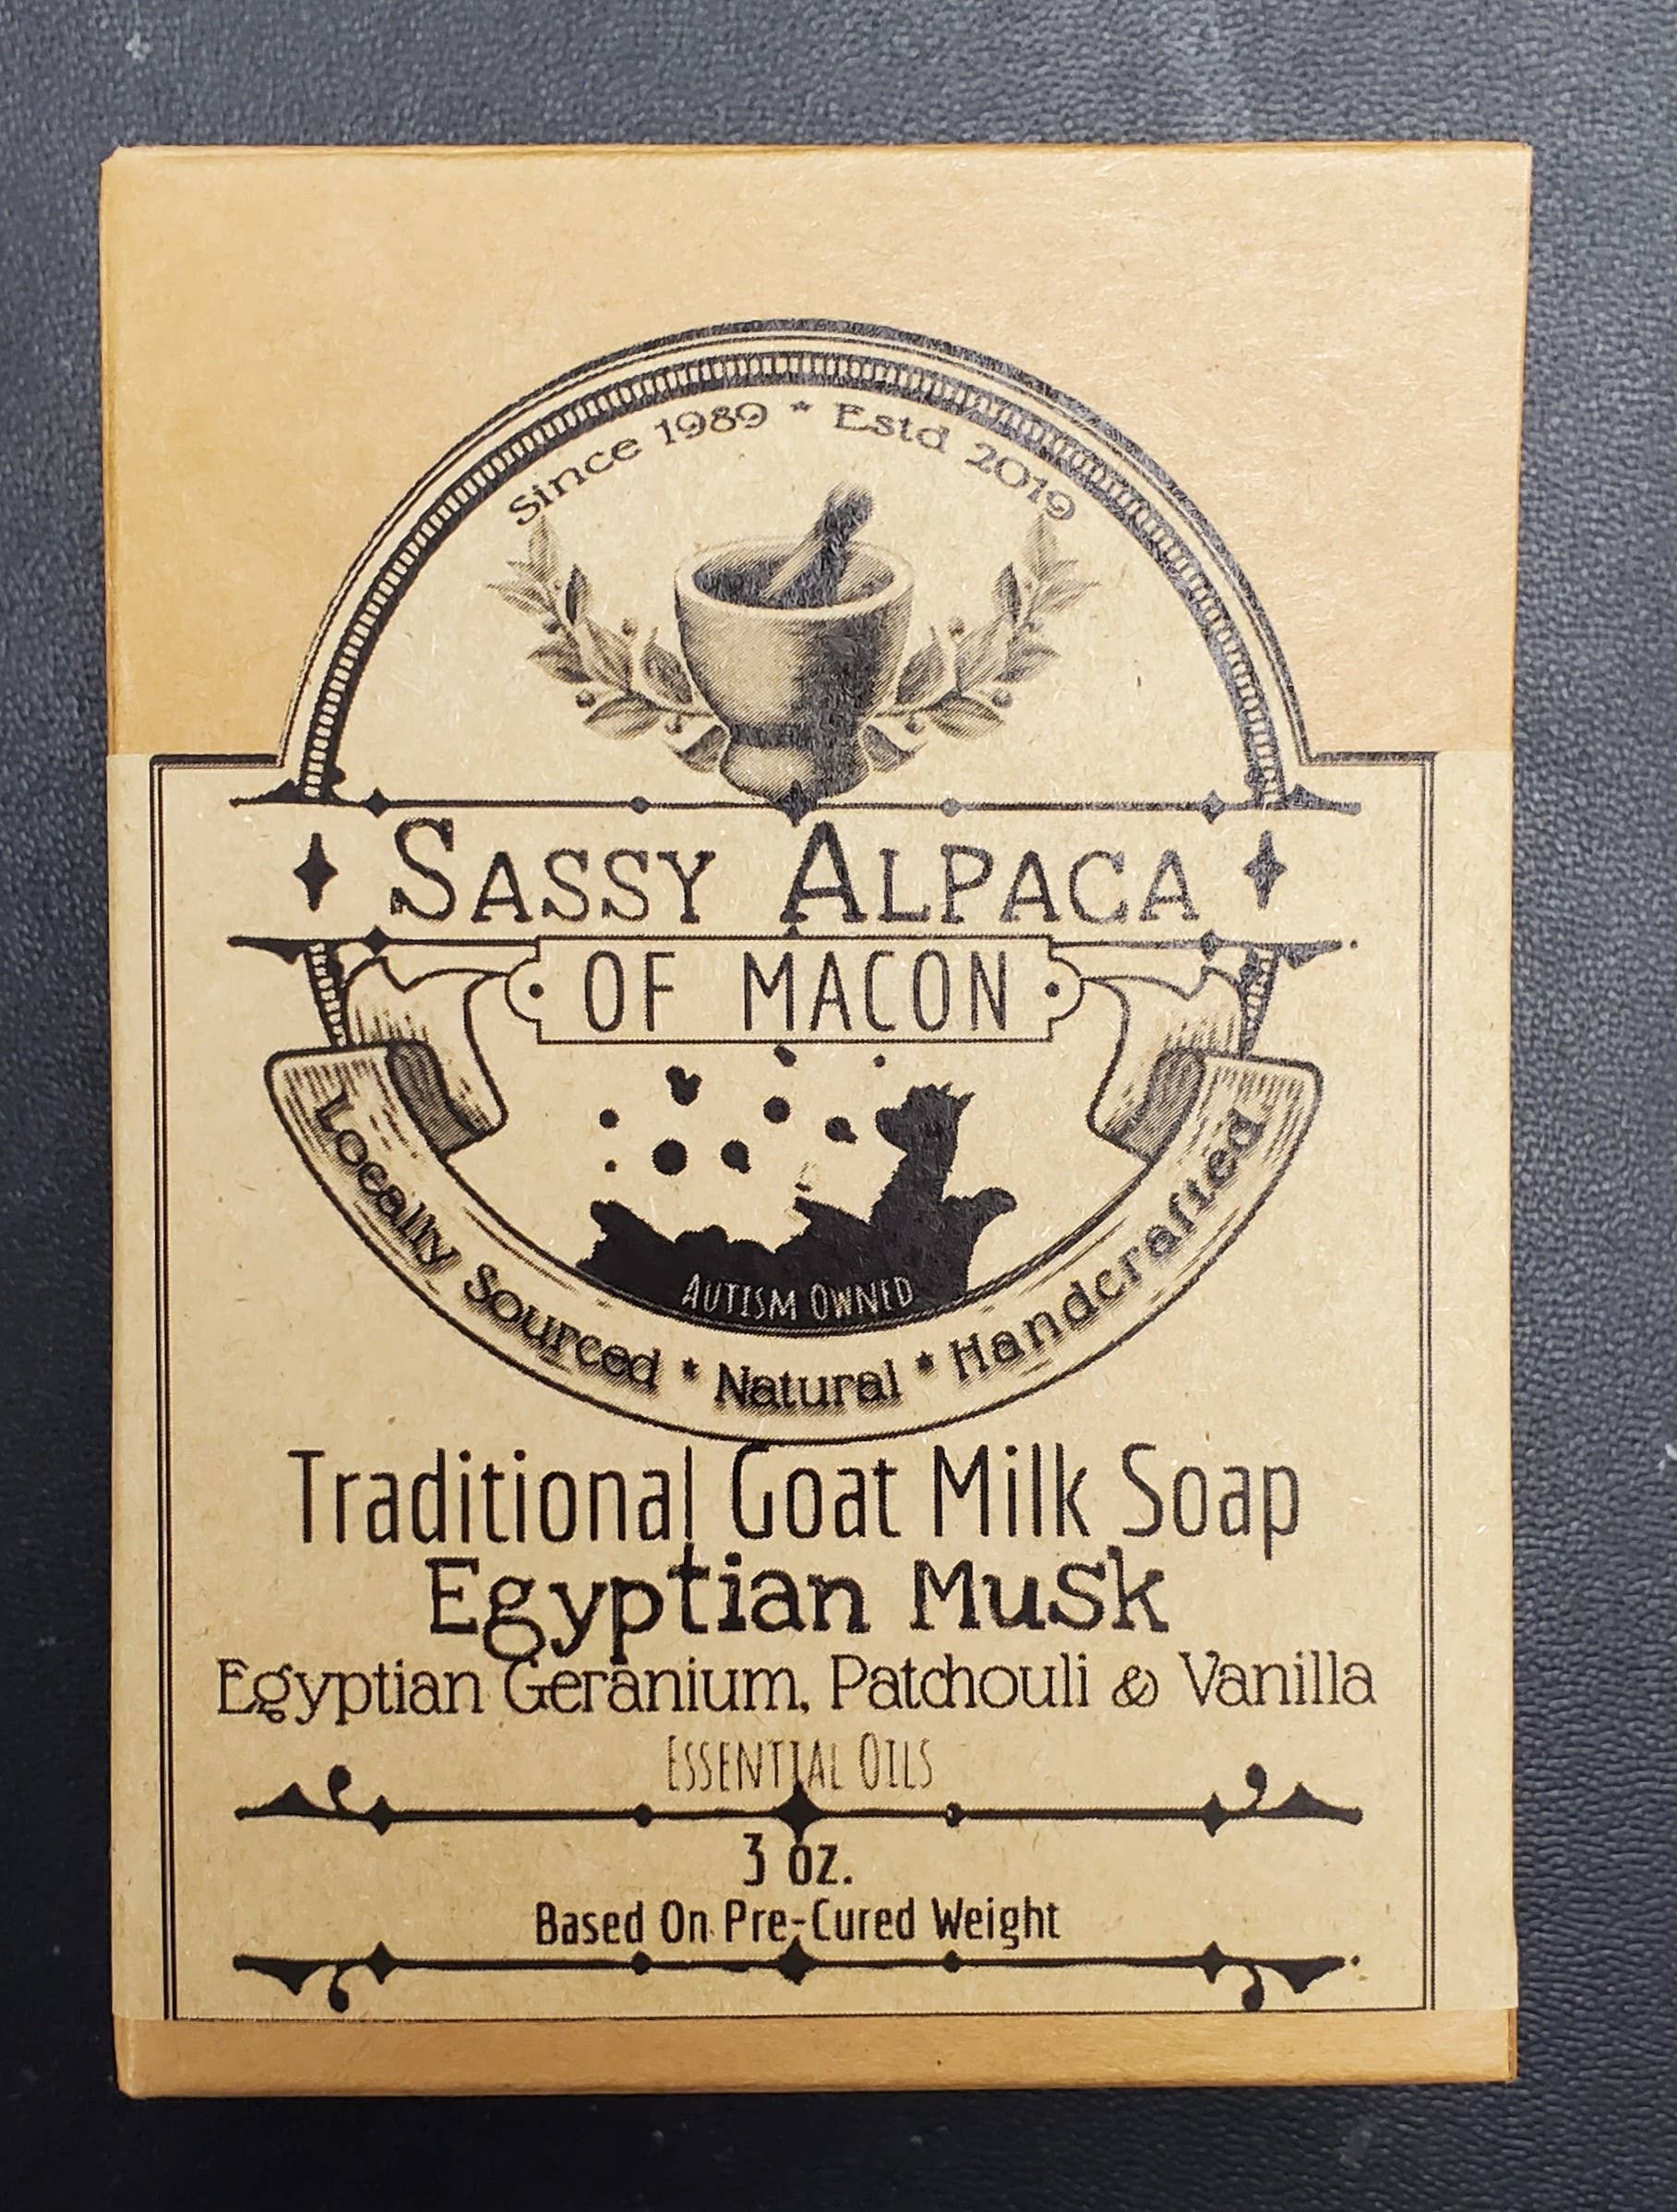 Since 1989 * Estd 2019
SASSY ALPACA
OF MACON
AUTISM OWNED
Locally Sourced * Natural * Handcrafted
Traditional Goat Milk Soap
Egyptian Musk
Egyptian Geranium, Patchouli & Vanilla
ESSENTIAL OILS
3 oz.
Based On Pre-Cured Weight